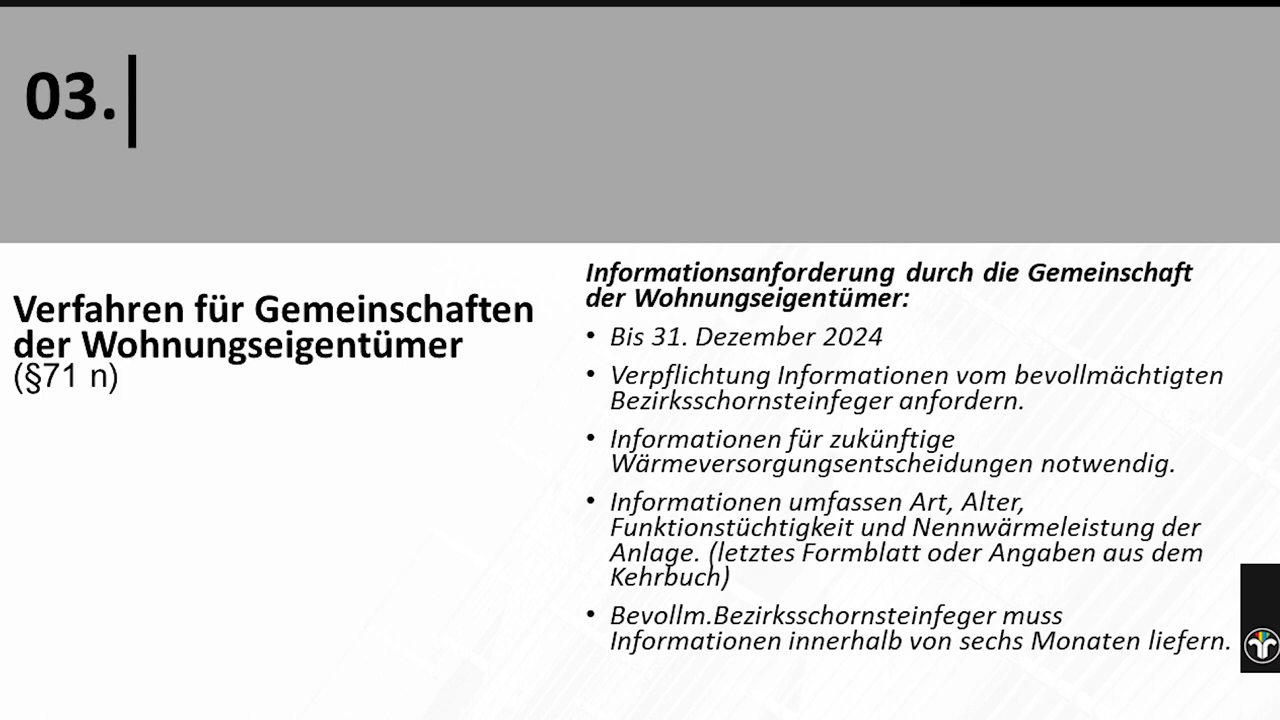 03.
Verfahren für Gemeinschaften
der Wohnungseigentümer
(§71 n)
Informationsanforderung durch die Gemeinschaft
der Wohnungseigentümer:
• Bis 31. Dezember 2024
• Verpflichtung Informationen vom bevollmächtigten
Bezirksschornsteinfeger anfordern.
• Informationen für zukünftige
Wärmeversorgungsentscheidungen notwendig.
• Informationen umfassen Art, Alter,
Funktionstüchtigkeit und Nennwärmeleistung der
Anlage. (letztes Formblatt oder Angaben aus dem
Kehrbuch)
• Bevollm.Bezirksschornsteinfeger muss
Informationen innerhalb von sechs Monaten liefern.